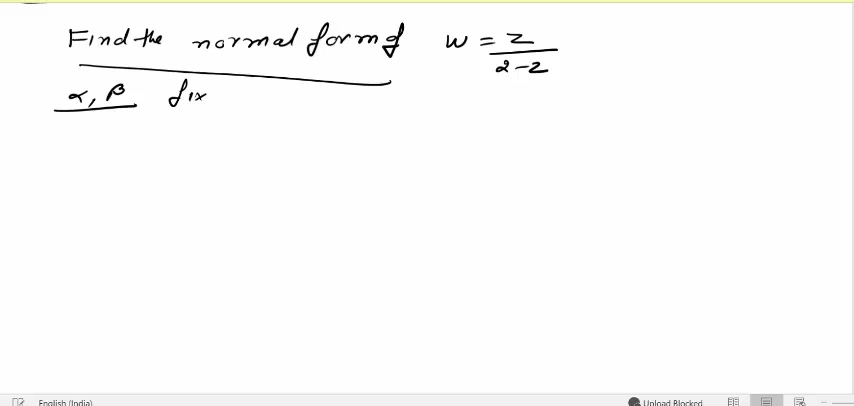 Find the normal form of w = z / 2-z
α, β fix
English (India) Upload Blocked